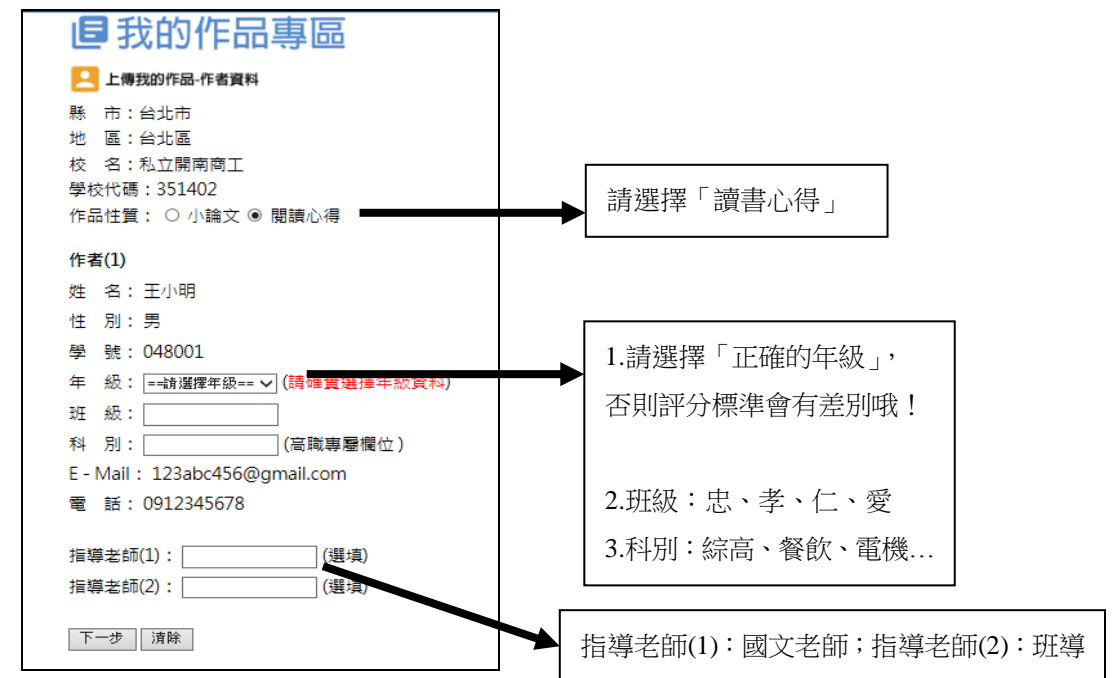 我的作品專區
上傳我的作品-作者資料
縣 市：台北市
地 區：台北區
校 名：私立開南商工
學校代碼：351402
作品性質： 小論文 閱讀心得
請選擇「讀書心得」
作者(1)
姓 名： 王小明
性 別： 男
學 號： 048001
年 級： ==請選擇年級== (請確實選擇年級資料)
班 級：
科 別： (高職專屬欄位)
E - Mail： 123abc456@gmail.com
電 話： 0912345678
1.請選擇「正確的年級」，
否則評分標準會有差別哦！
2.班級：忠、孝、仁、愛
3.科別：綜高、餐飲、電機…
指導老師(1)： (選填)
指導老師(2)： (選填)
下一步 清除
指導老師(1)：國文老師；指導老師(2)：班導